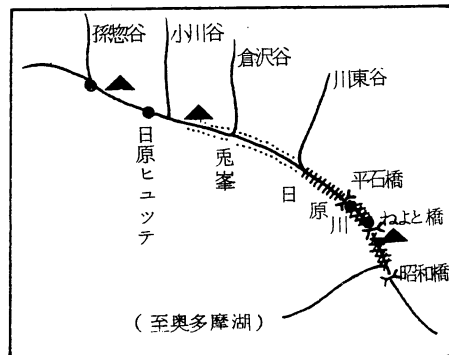 孫惣谷
小川谷
倉沢谷
川東谷
日原ヒュッテ
兎峯
日原川
平石橋
ねよと橋
昭和橋
(至奥多摩湖)